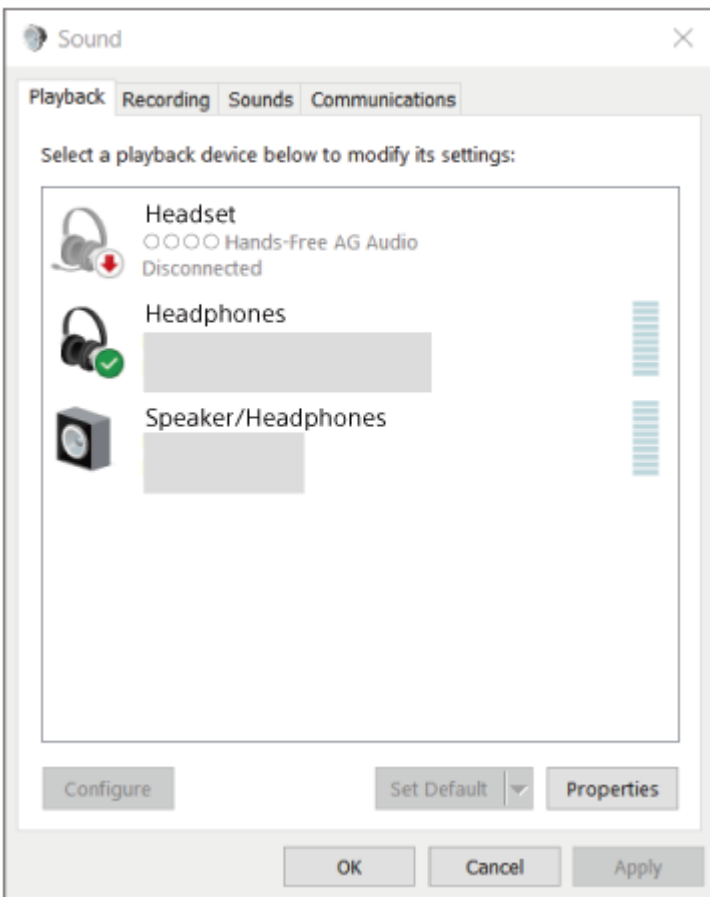 Sound
Playback Recording Sounds Communications
Select a playback device below to modify its settings:
Headset
○○○○ Hands-Free AG Audio
Disconnected
Headphones
Speaker/Headphones
Configure Set Default Properties
OK Cancel Apply